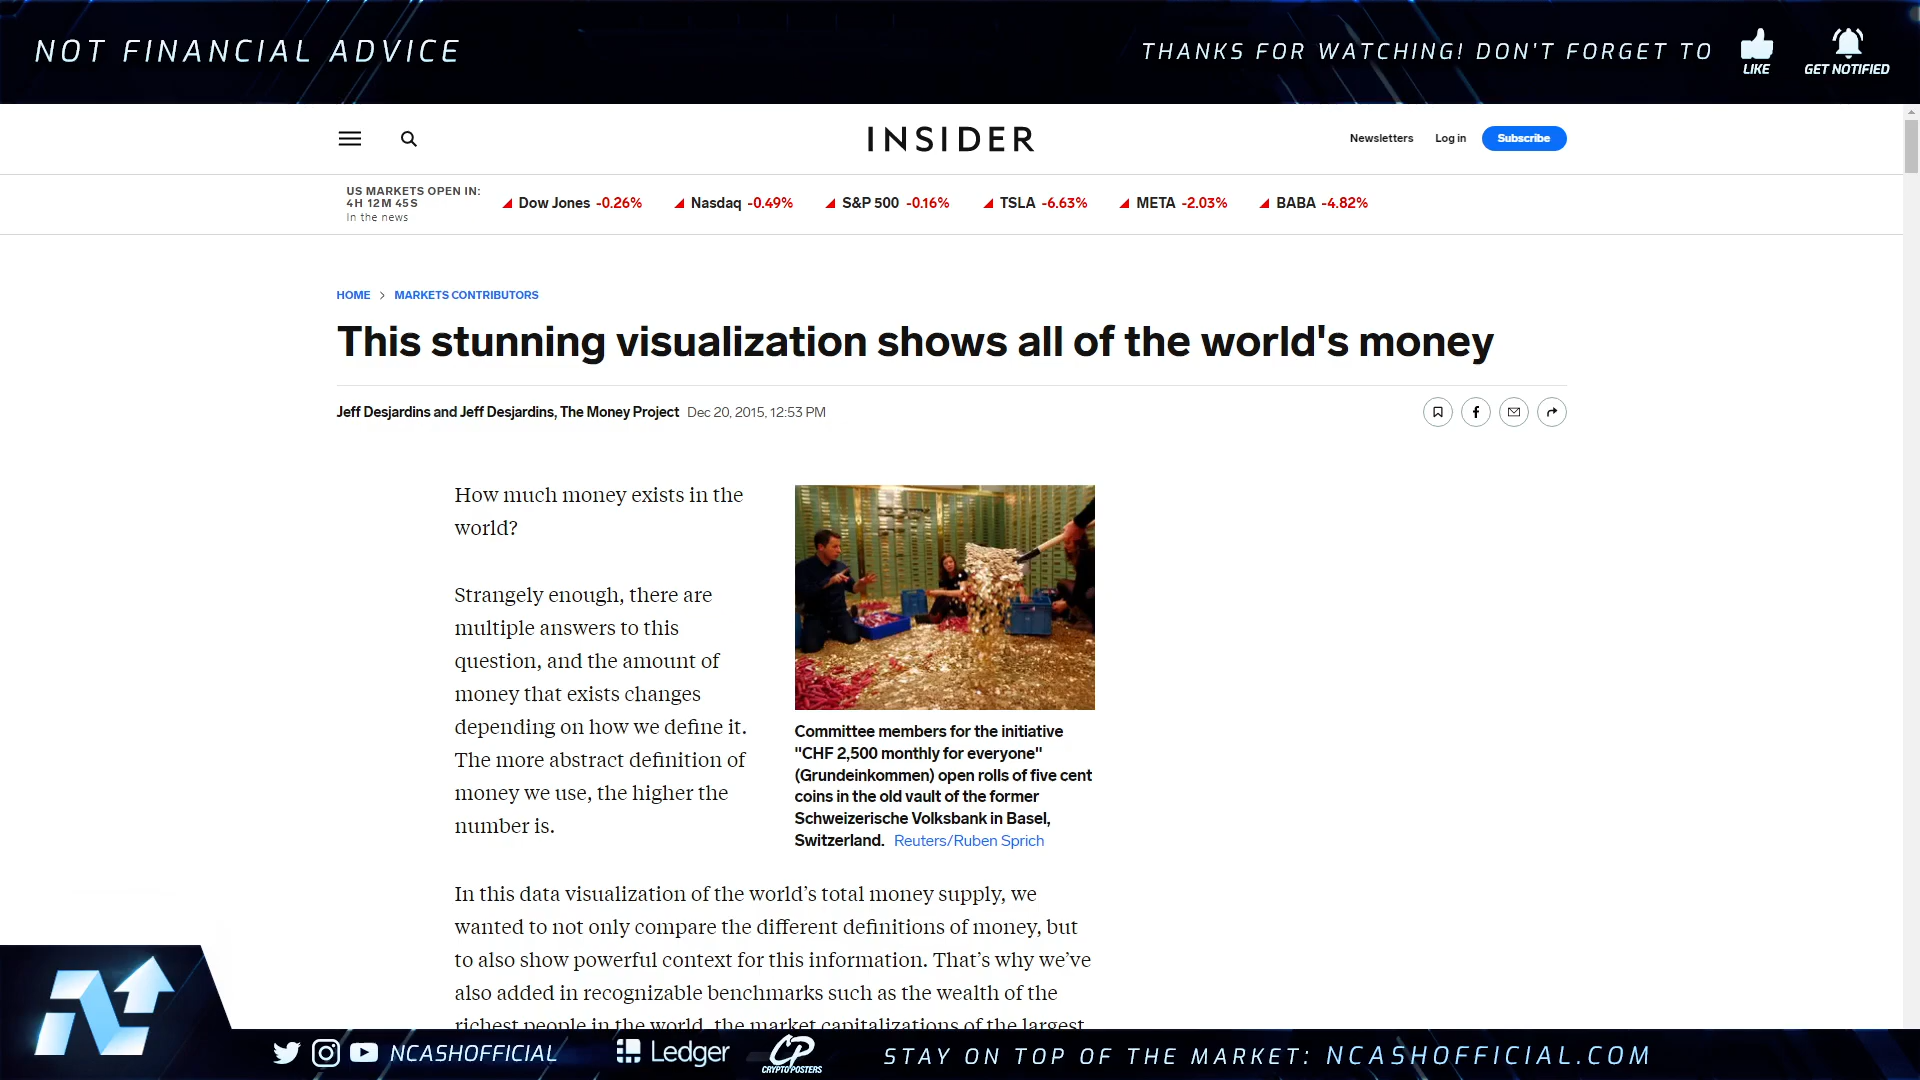 NOT FINANCIAL ADVICE
THANKS FOR WATCHING! DON'T FORGET TO
LIKE
GET NOTIFIED
INSIDER
Newsletters
Log in
Subscribe
US MARKETS OPEN IN:
4H 12M 45S
In the news
Dow Jones -0.26%
Nasdaq -0.49%
S&P 500 -0.16%
TSLA -6.63%
META -2.03%
BABA -4.82%
HOME > MARKETS CONTRIBUTORS
This stunning visualization shows all of the world's money
Jeff Desjardins and Jeff Desjardins, The Money Project Dec 20, 2015, 12:53 PM
How much money exists in the
world?
Strangely enough, there are
multiple answers to this
question, and the amount of
money that exists changes
depending on how we define it.
The more abstract definition of
money we use, the higher the
number is.
Committee members for the initiative
"CHF 2,500 monthly for everyone"
(Grundeinkommen) open rolls of five cent
coins in the old vault of the former
Schweizerische Volksbank in Basel,
Switzerland. Reuters/Ruben Sprich
In this data visualization of the world’s total money supply, we
wanted to not only compare the different definitions of money, but
to also show powerful context for this information. That’s why we’ve
also added in recognizable benchmarks such as the wealth of the
richest people in the world, the market capitalizations of the largest
NCASHOFFICIAL
Ledger
CP
CRYPTO POSTERS
STAY ON TOP OF THE MARKET: NCASHOFFICIAL.COM